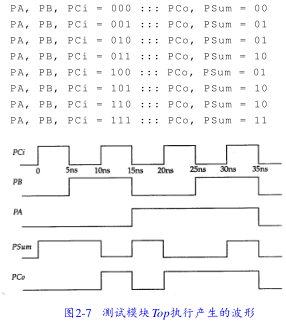 PA, PB, PCi = 000 ::: PCo, PSum = 00
PA, PB, PCi = 001 ::: PCo, PSum = 01
PA, PB, PCi = 010 ::: PCo, PSum = 01
PA, PB, PCi = 011 ::: PCo, PSum = 10
PA, PB, PCi = 100 ::: PCo, PSum = 01
PA, PB, PCi = 101 ::: PCo, PSum = 10
PA, PB, PCi = 110 ::: PCo, PSum = 10
PA, PB, PCi = 111 ::: PCo, PSum = 11
PCi
0 5ns 10ns 15ns 20ns 25ns 30ns 35ns
PB
PA
PSum
PCo
图2-7 测试模块Top执行产生的波形